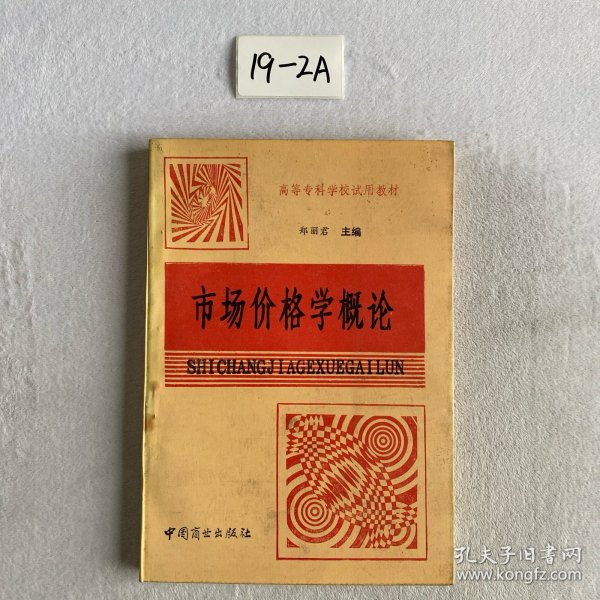 19-2A
高等专科学校试用教材
郑丽君 主编
市场价格学概论
SHICHANGJIAGEXUEGAILUN
中国商业出版社
孔夫子旧书网
www.kongfz.com